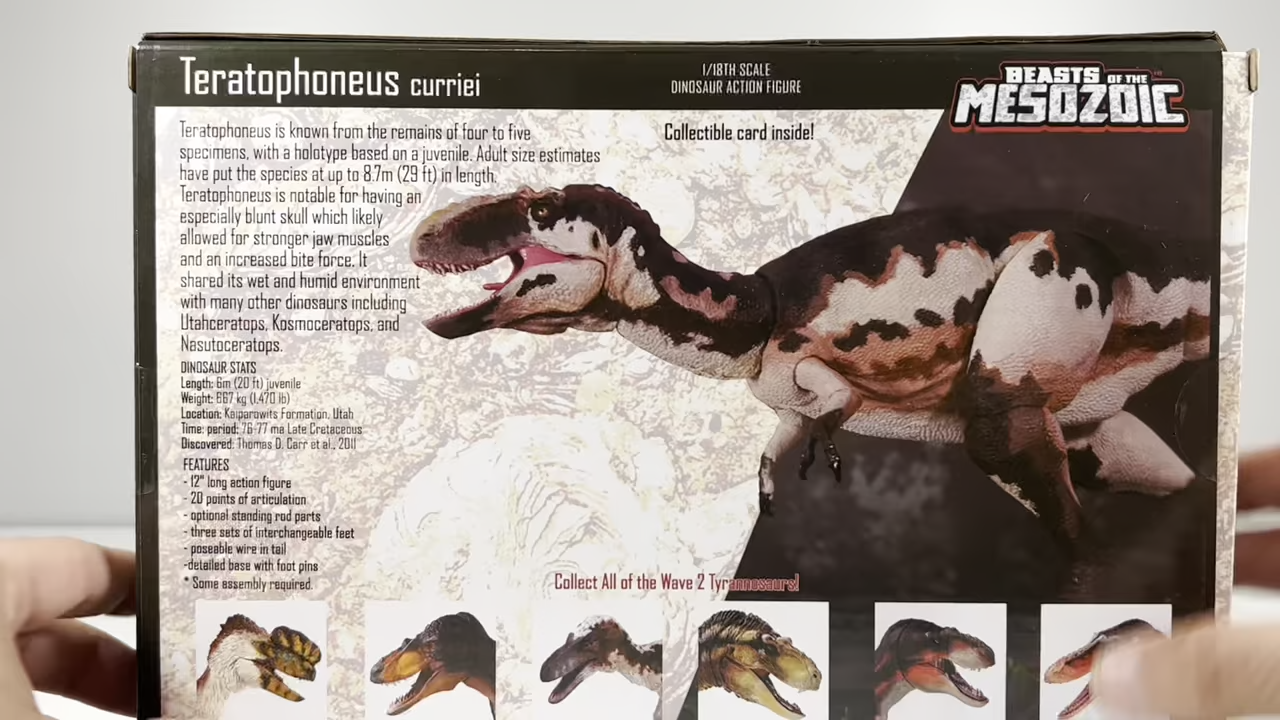 Teratophoneus curriei
1/18TH SCALE
DINOSAUR ACTION FIGURE
BEASTS OF THE
MESOZOIC
Teratophoneus is known from the remains of four to five
specimens, with a holotype based on a juvenile. Adult size estimates
have put the species at up to 8.7m (29 ft) in length.
Teratophoneus is notable for having an
especially blunt skull which likely
allowed for stronger jaw muscles
and an increased bite force. It
shared its wet and humid environment
with many other dinosaurs including
Utahceratops, Kosmoceratops, and
Nasutoceratops.
Collectible card inside!
DINOSAUR STATS
Length: 6m (20 ft) juvenile
Weight: 667 kg (1,470 lb)
Location: Kaiparowits Formation, Utah
Time: period: 76-77 ma Late Cretaceous
Discovered: Thomas D. Carr et al., 2011
FEATURES
- 12" long action figure
- 20 points of articulation
- optional standing rod parts
- three sets of interchangeable feet
- poseable wire in tail
-detailed base with foot pins
* Some assembly required.
Collect All of the Wave 2 Tyrannosaurs!